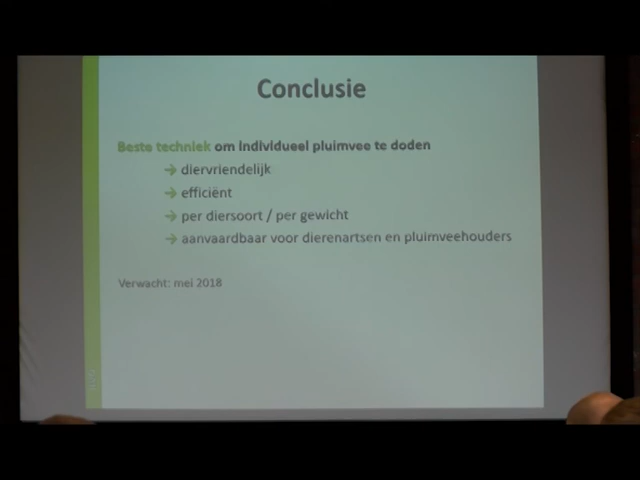 Conclusie
Beste techniek om individueel pluimvee te doden
→ diervriendelijk
→ efficiënt
→ per diersoort / per gewicht
→ aanvaardbaar voor dierenartsen en pluimveehouders
Verwacht: mei 2018